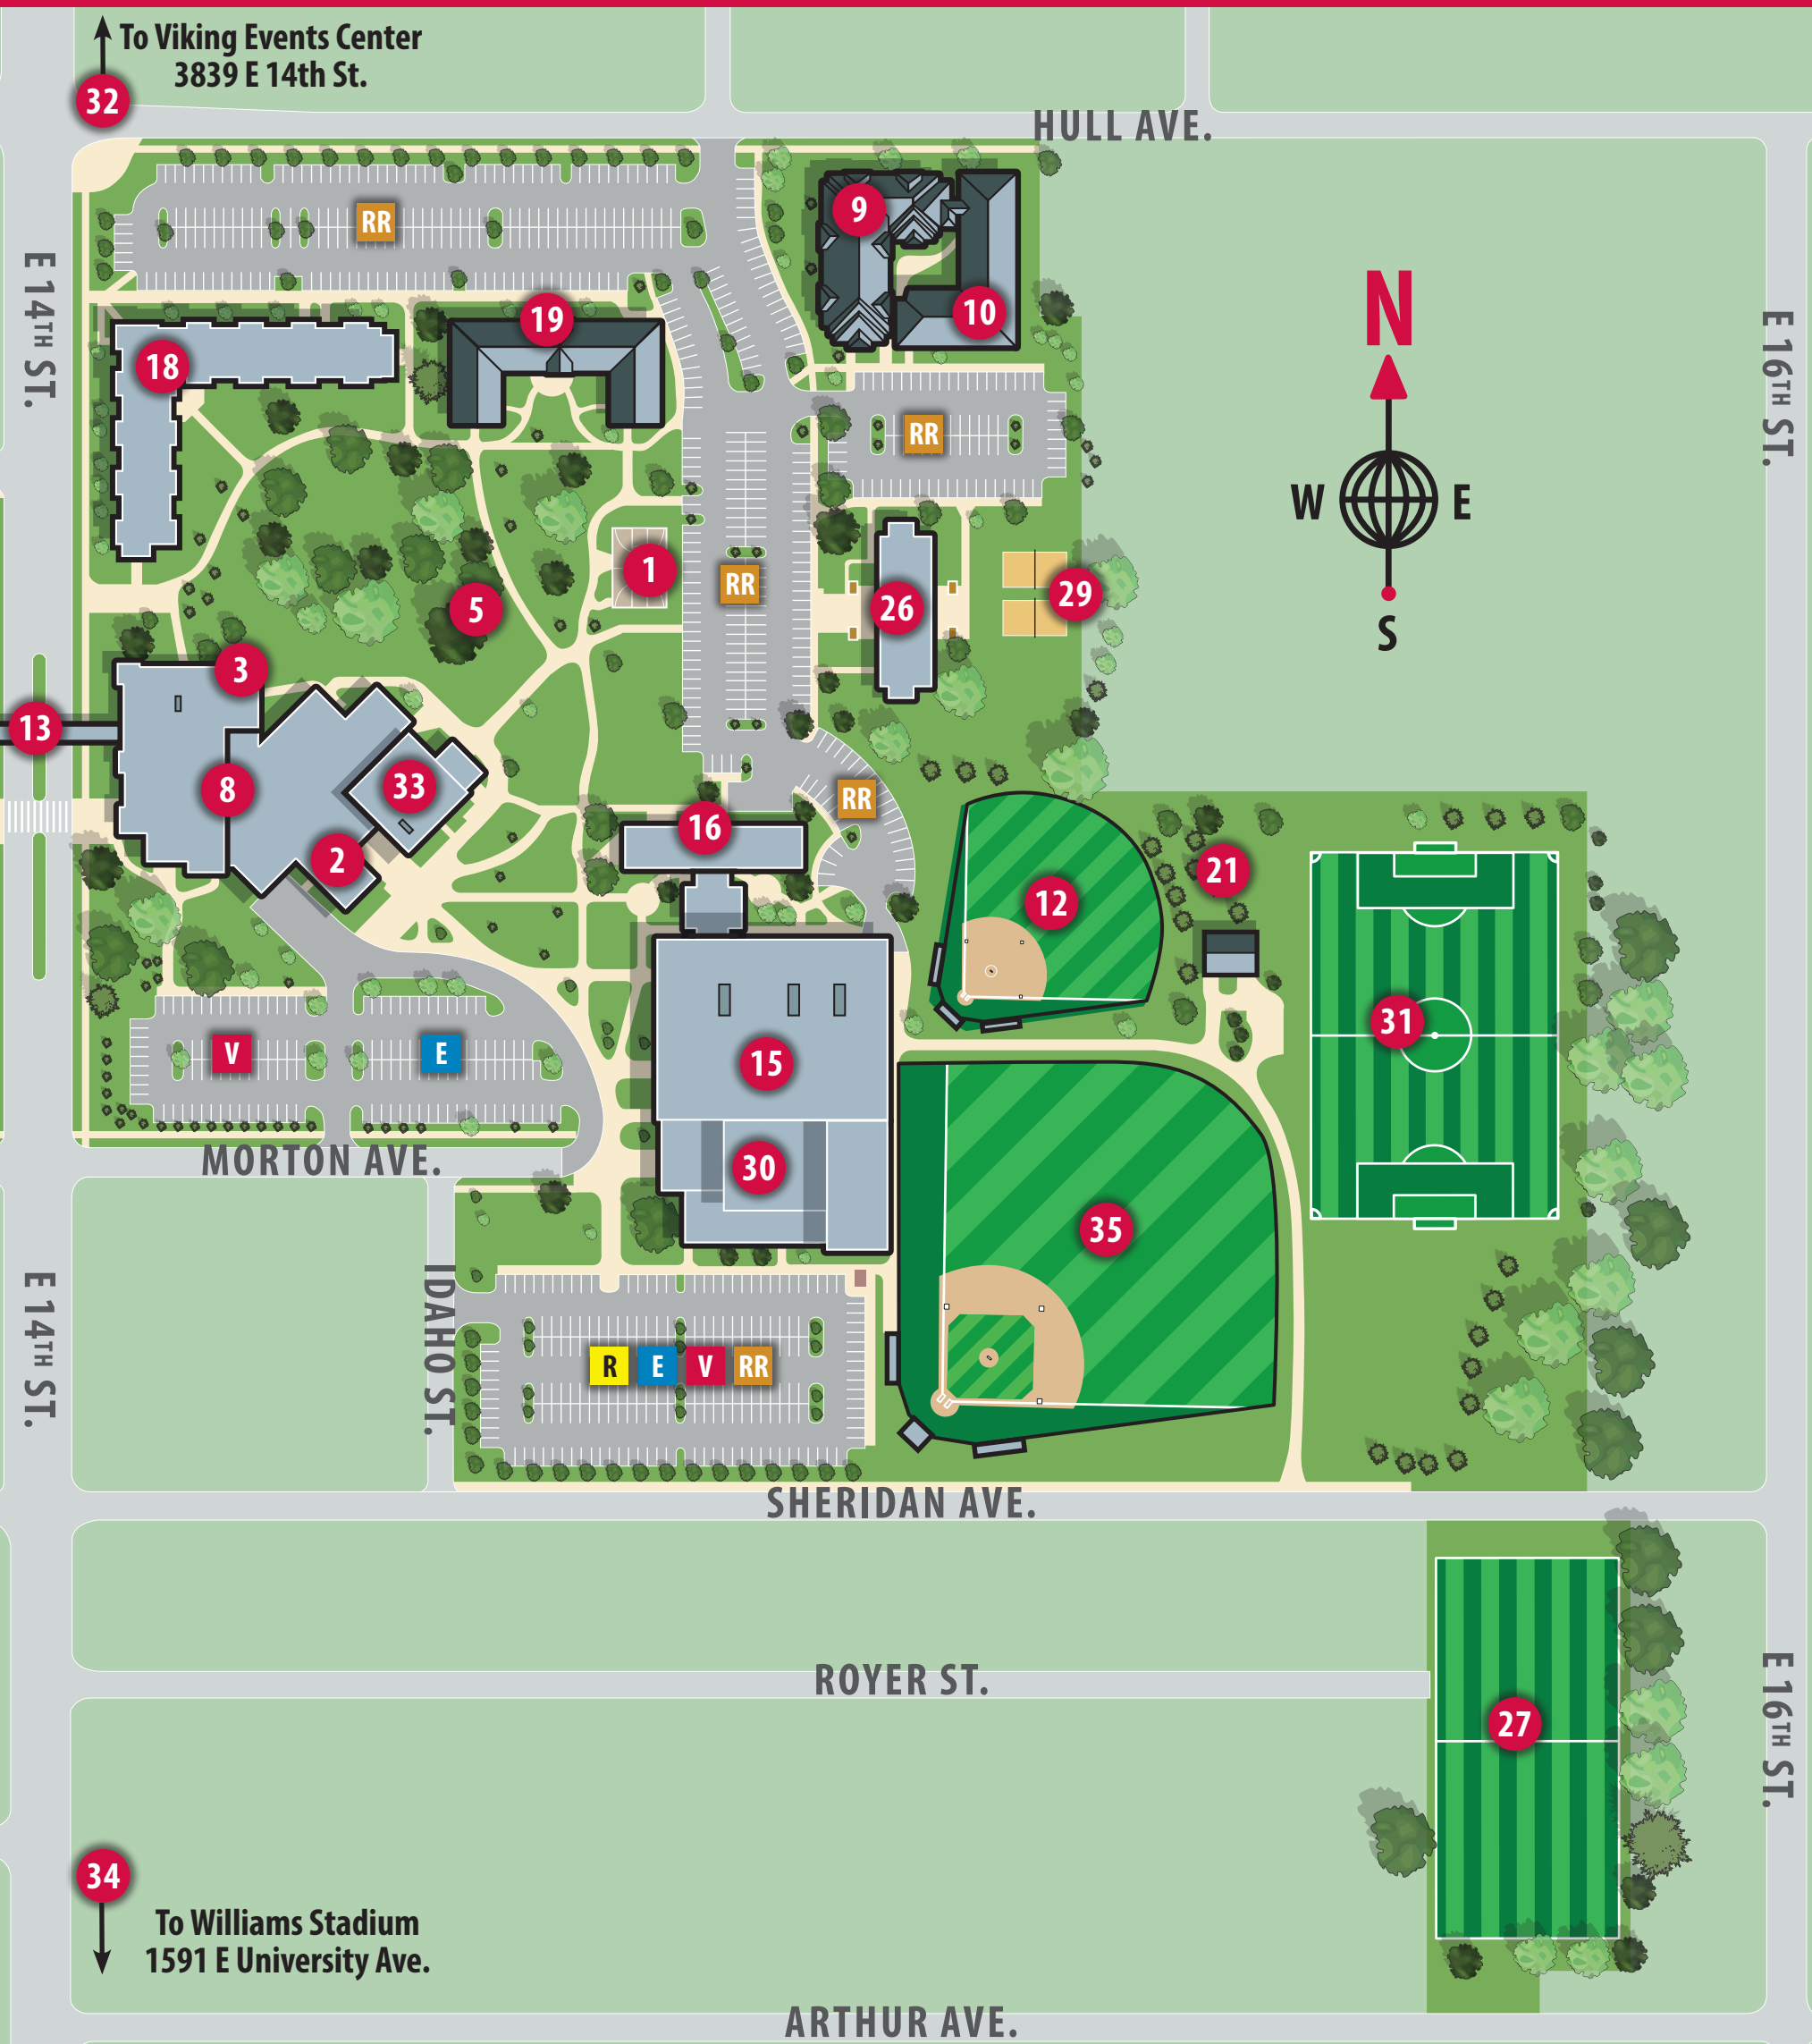 To Viking Events Center
3839 E 14th St.
32
HULL AVE.
9
RR
E 14TH ST.
N
10
19
E 16TH ST.
18
RR
W E
1
RR
29
5
26
S
3
13
33
8
RR
16
2
21
12
31
V
E
15
MORTON AVE.
30
35
E 14TH ST.
IDAHO ST.
R E V RR
SHERIDAN AVE.
ROYER ST.
E 16TH ST.
27
34
To Williams Stadium
1591 E University Ave.
ARTHUR AVE.